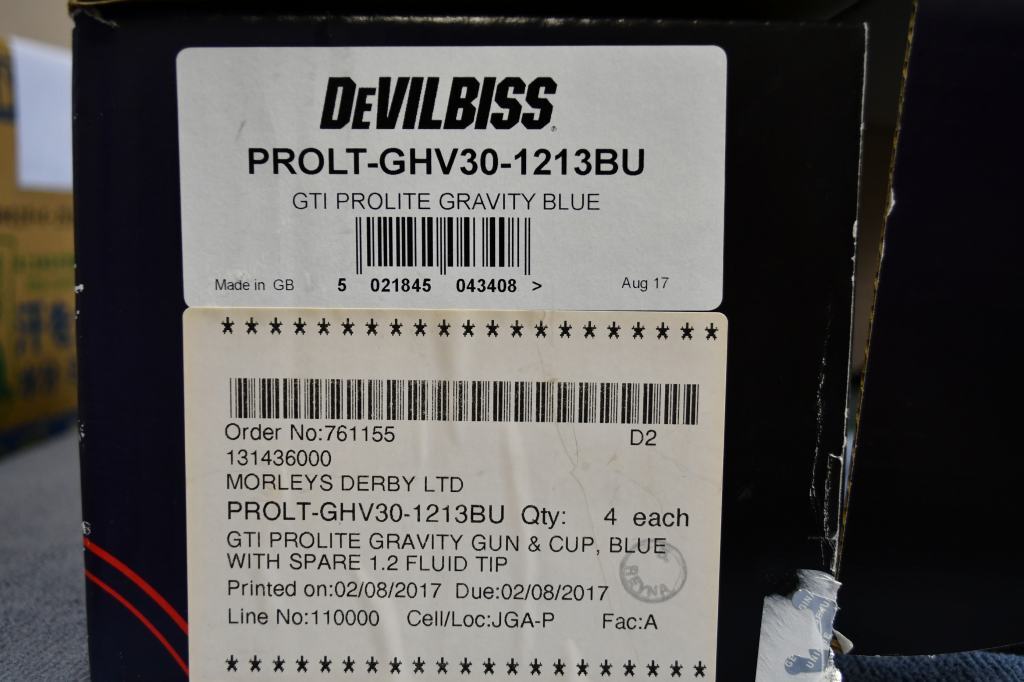 DeVILBISS
PROLT-GHV30-1213BU
GTI PROLITE GRAVITY BLUE
Made in GB 5 021845 043408 > Aug 17
* * * * * * * * * * * * * * * * * * * * *
Order No:761155 D2
131436000
MORLEYS DERBY LTD
PROLT-GHV30-1213BU Qty: 4 each
GTI PROLITE GRAVITY GUN & CUP, BLUE
WITH SPARE 1.2 FLUID TIP
REYNA
Printed on:02/08/2017 Due:02/08/2017
Line No:110000 Cell/Loc:JGA-P Fac:A
* * * * * * * * * * * * * * * * * * * * *